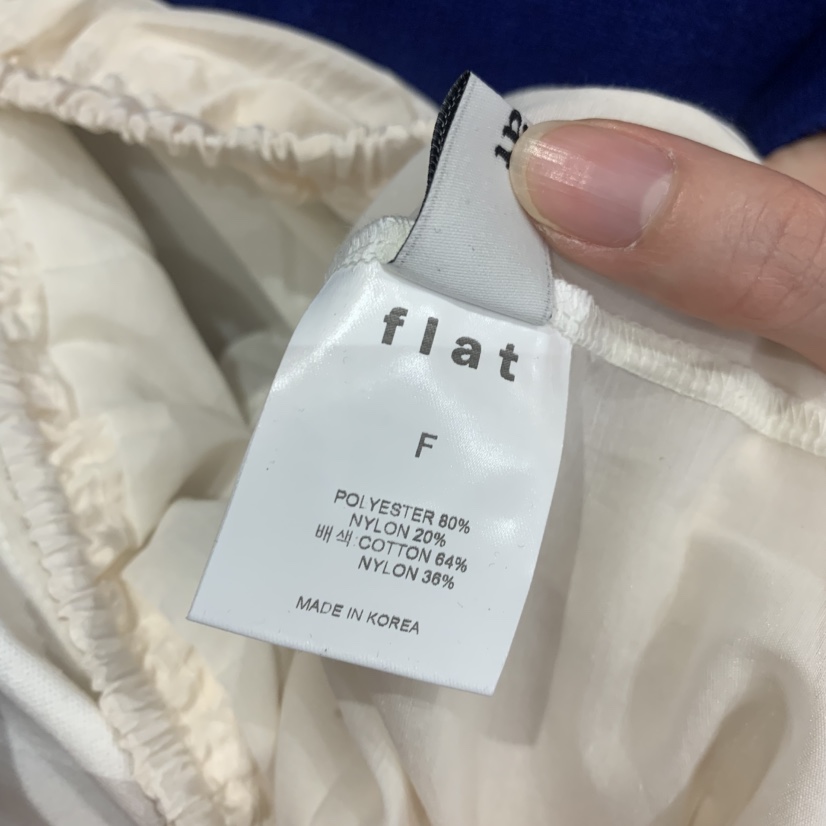 flat
F
POLYESTER 80%
NYLON 20%
배 색:COTTON 64%
NYLON 36%
MADE IN KOREA